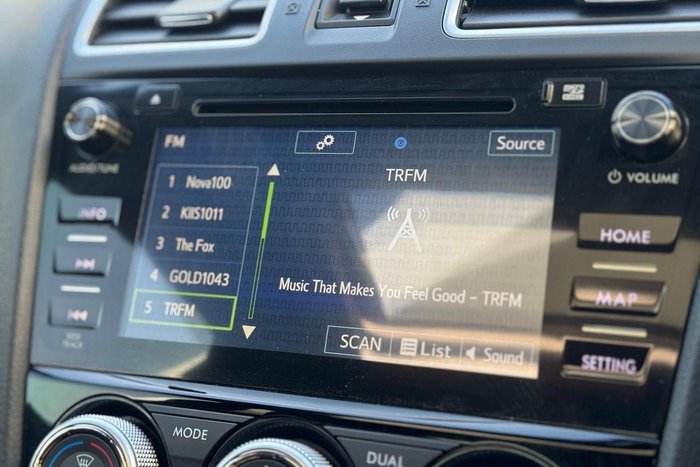 FM
Source
AUDIO/TUNE
TRFM
VOLUME
1 Nova100
INFO
2 KIIS1011
HOME
3 The Fox
4 GOLD1043
Music That Makes You Feel Good - TRFM
MAP
5 TRFM
SCAN
List
Sound
TRACK
SETTING
MODE
DUAL